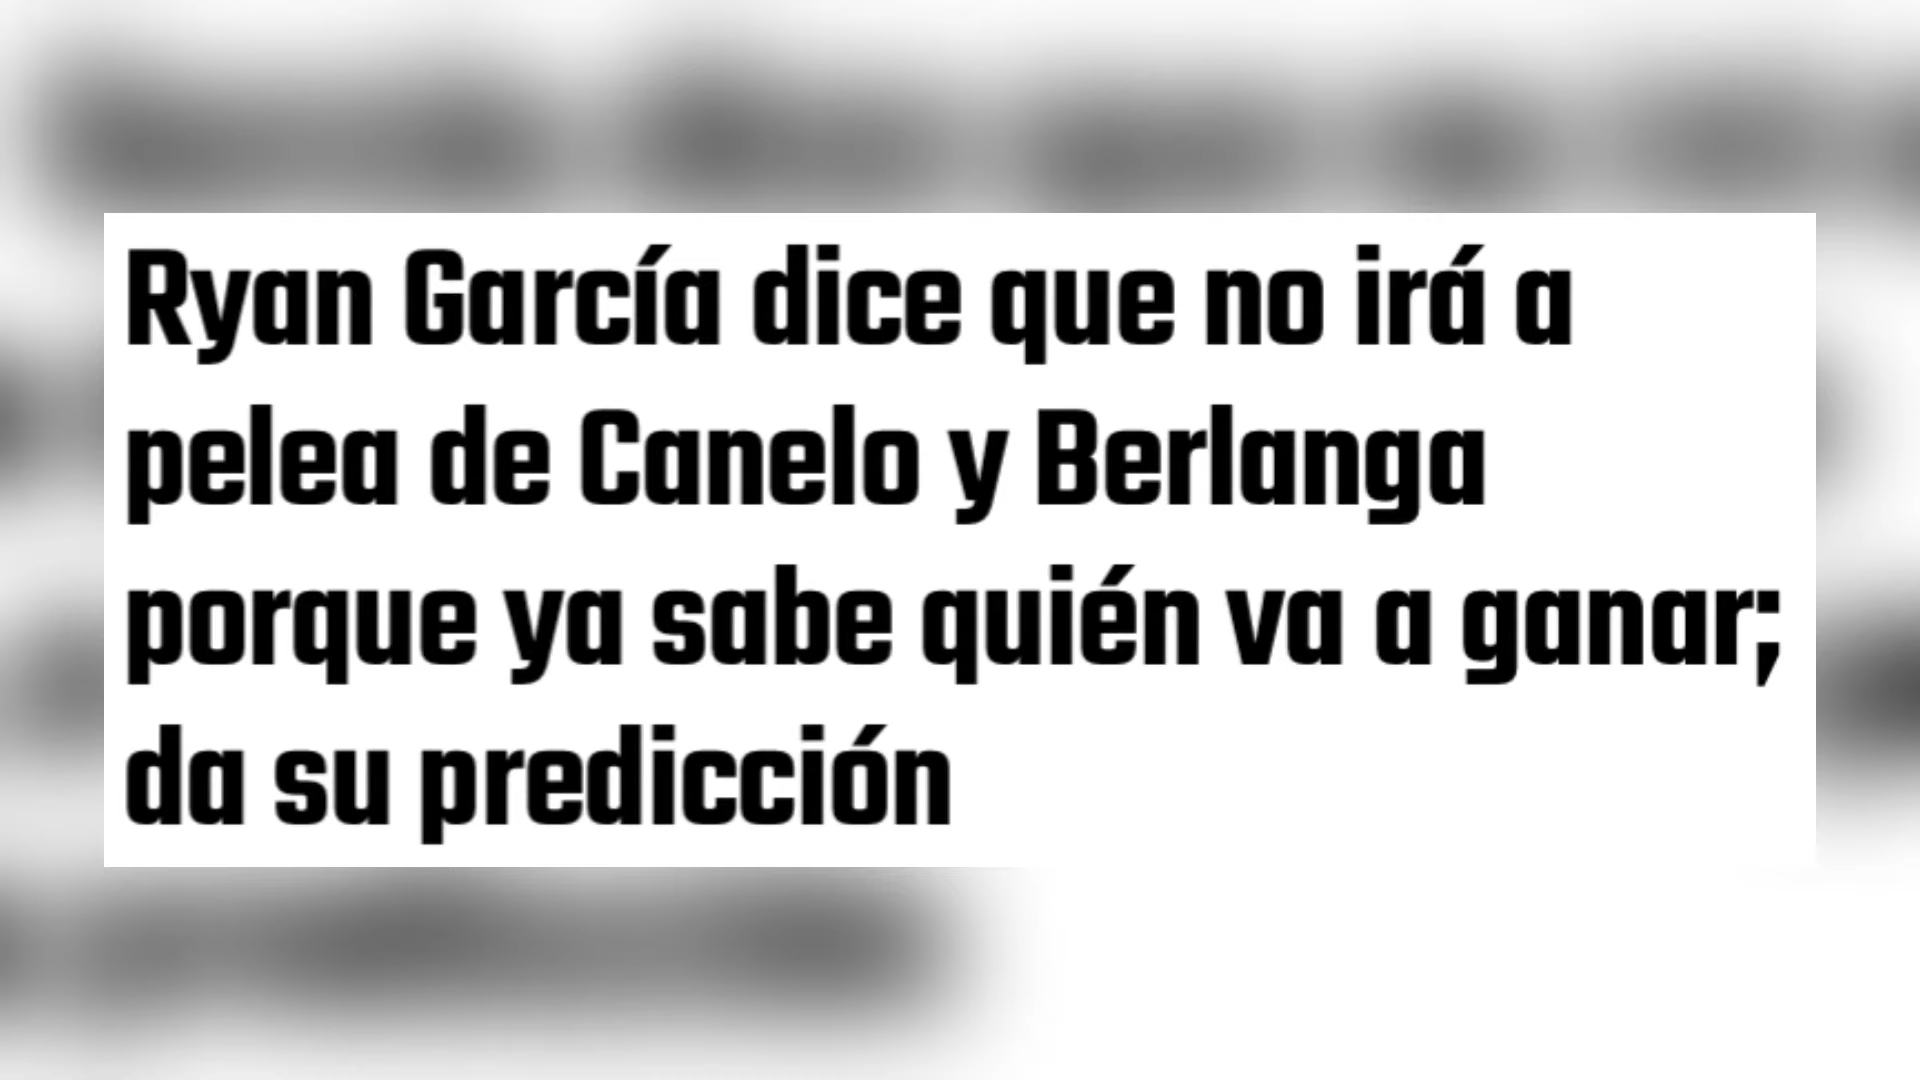 Ryan García dice que no irá a
pelea de Canelo y Berlanga
porque ya sabe quién va a ganar;
da su predicción